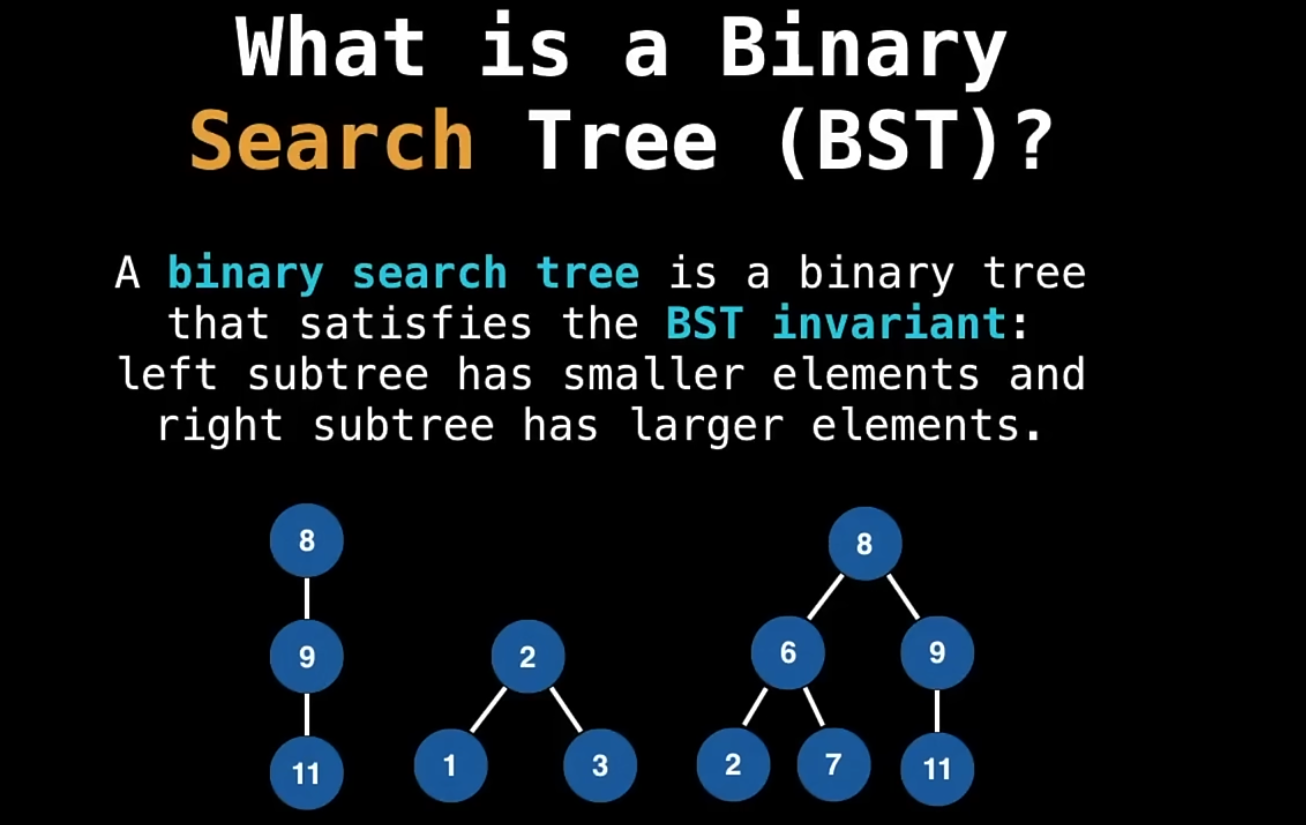 What is a Binary
Search Tree (BST)?
A binary search tree is a binary tree
that satisfies the BST invariant:
left subtree has smaller elements and
right subtree has larger elements.
8
9
11
2
1
3
8
6
9
2
7
11